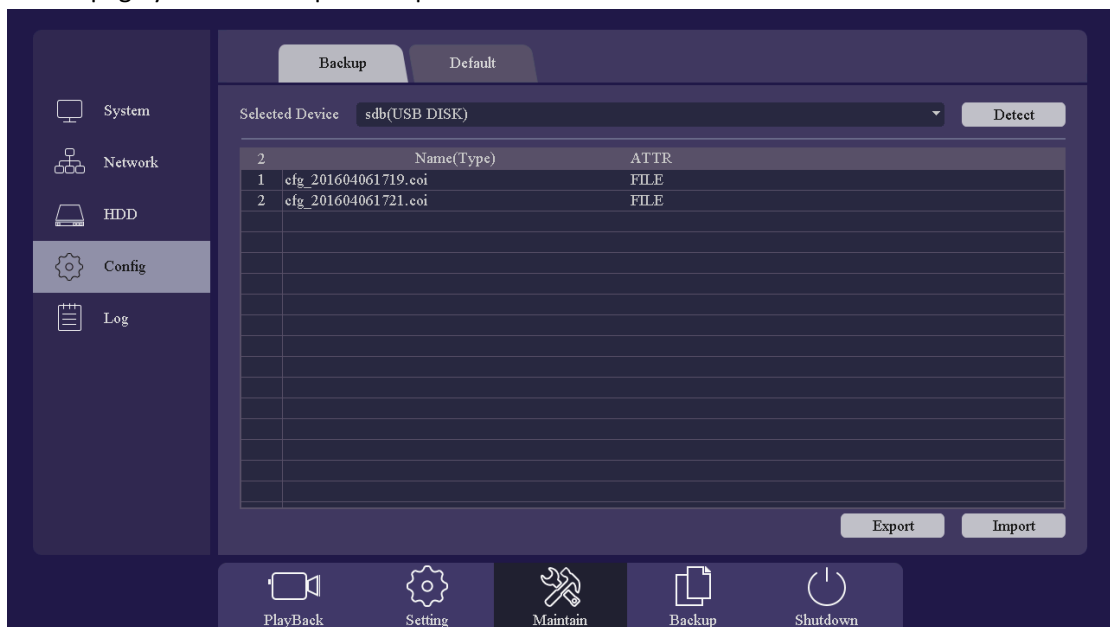 Backup Default
System
Selected Device sdb(USB DISK) Detect
Network
2 Name(Type) ATTR
1 cfg_201604061719.coi FILE
2 cfg_201604061721.coi FILE
HDD
Config
Log
Export Import
PlayBack Setting Maintain Backup Shutdown